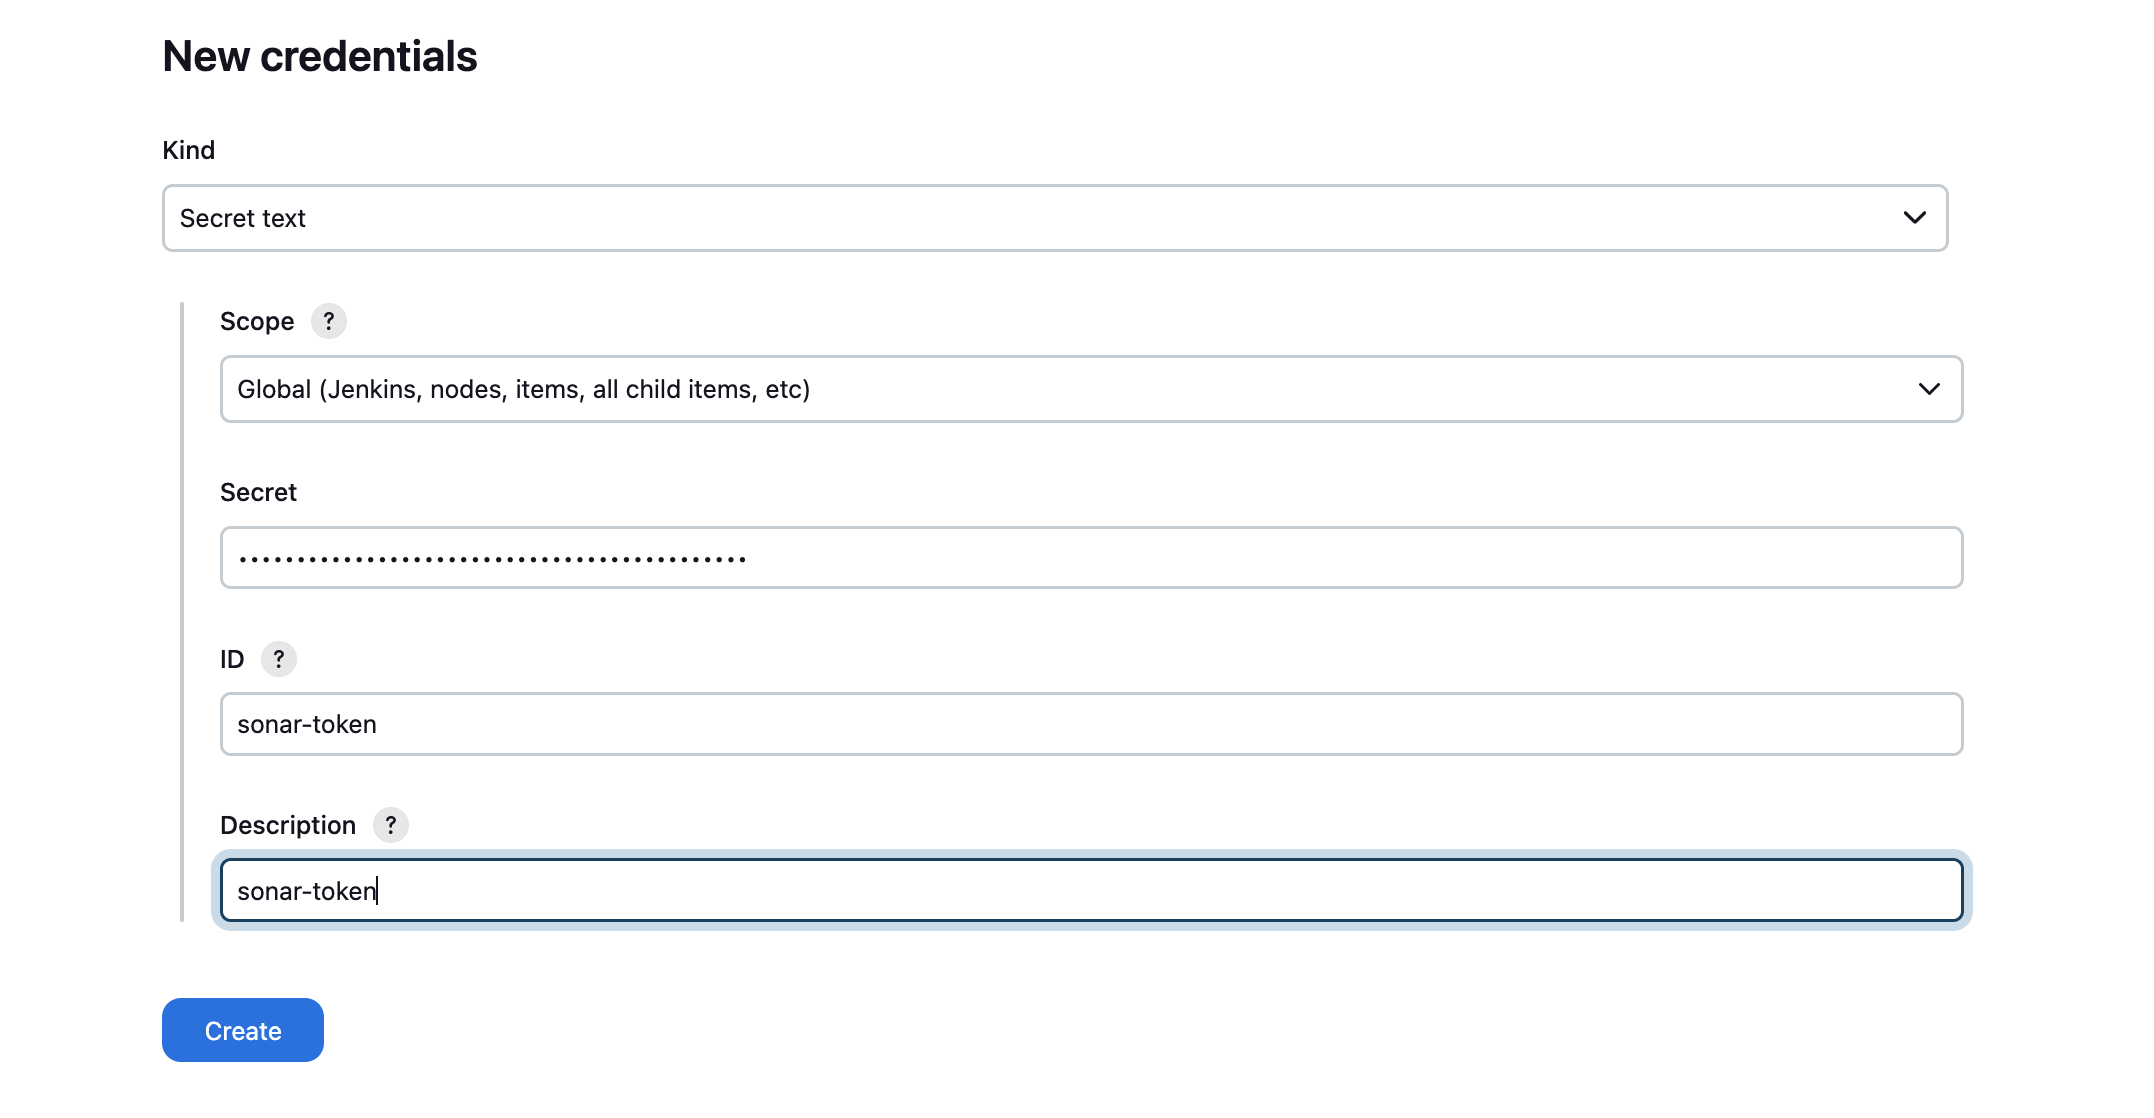 New credentials
Kind
Secret text
Scope ?
Global (Jenkins, nodes, items, all child items, etc)
Secret
••••••••••••••••••••••••••••••••••••••••••••
ID ?
sonar-token
Description ?
sonar-token
Create